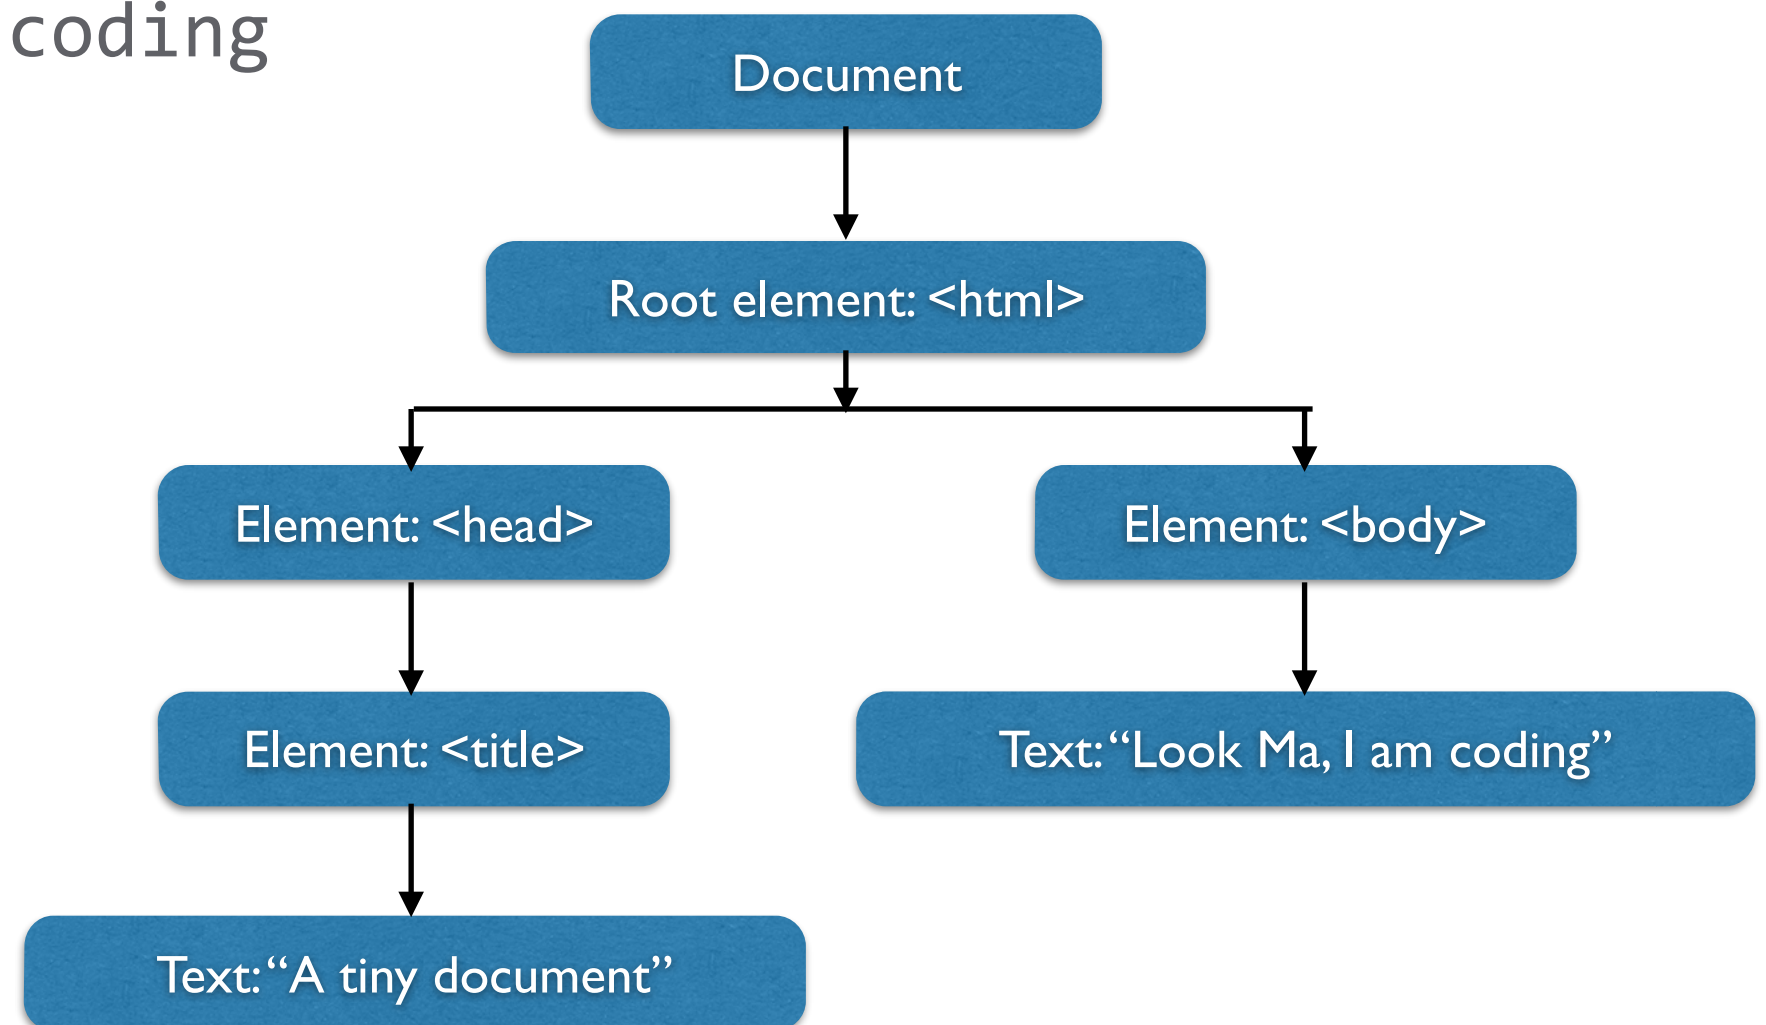 coding
Document
Root element: <html>
Element: <head>
Element: <body>
Element: <title>
Text: “Look Ma, I am coding”
Text: “A tiny document”